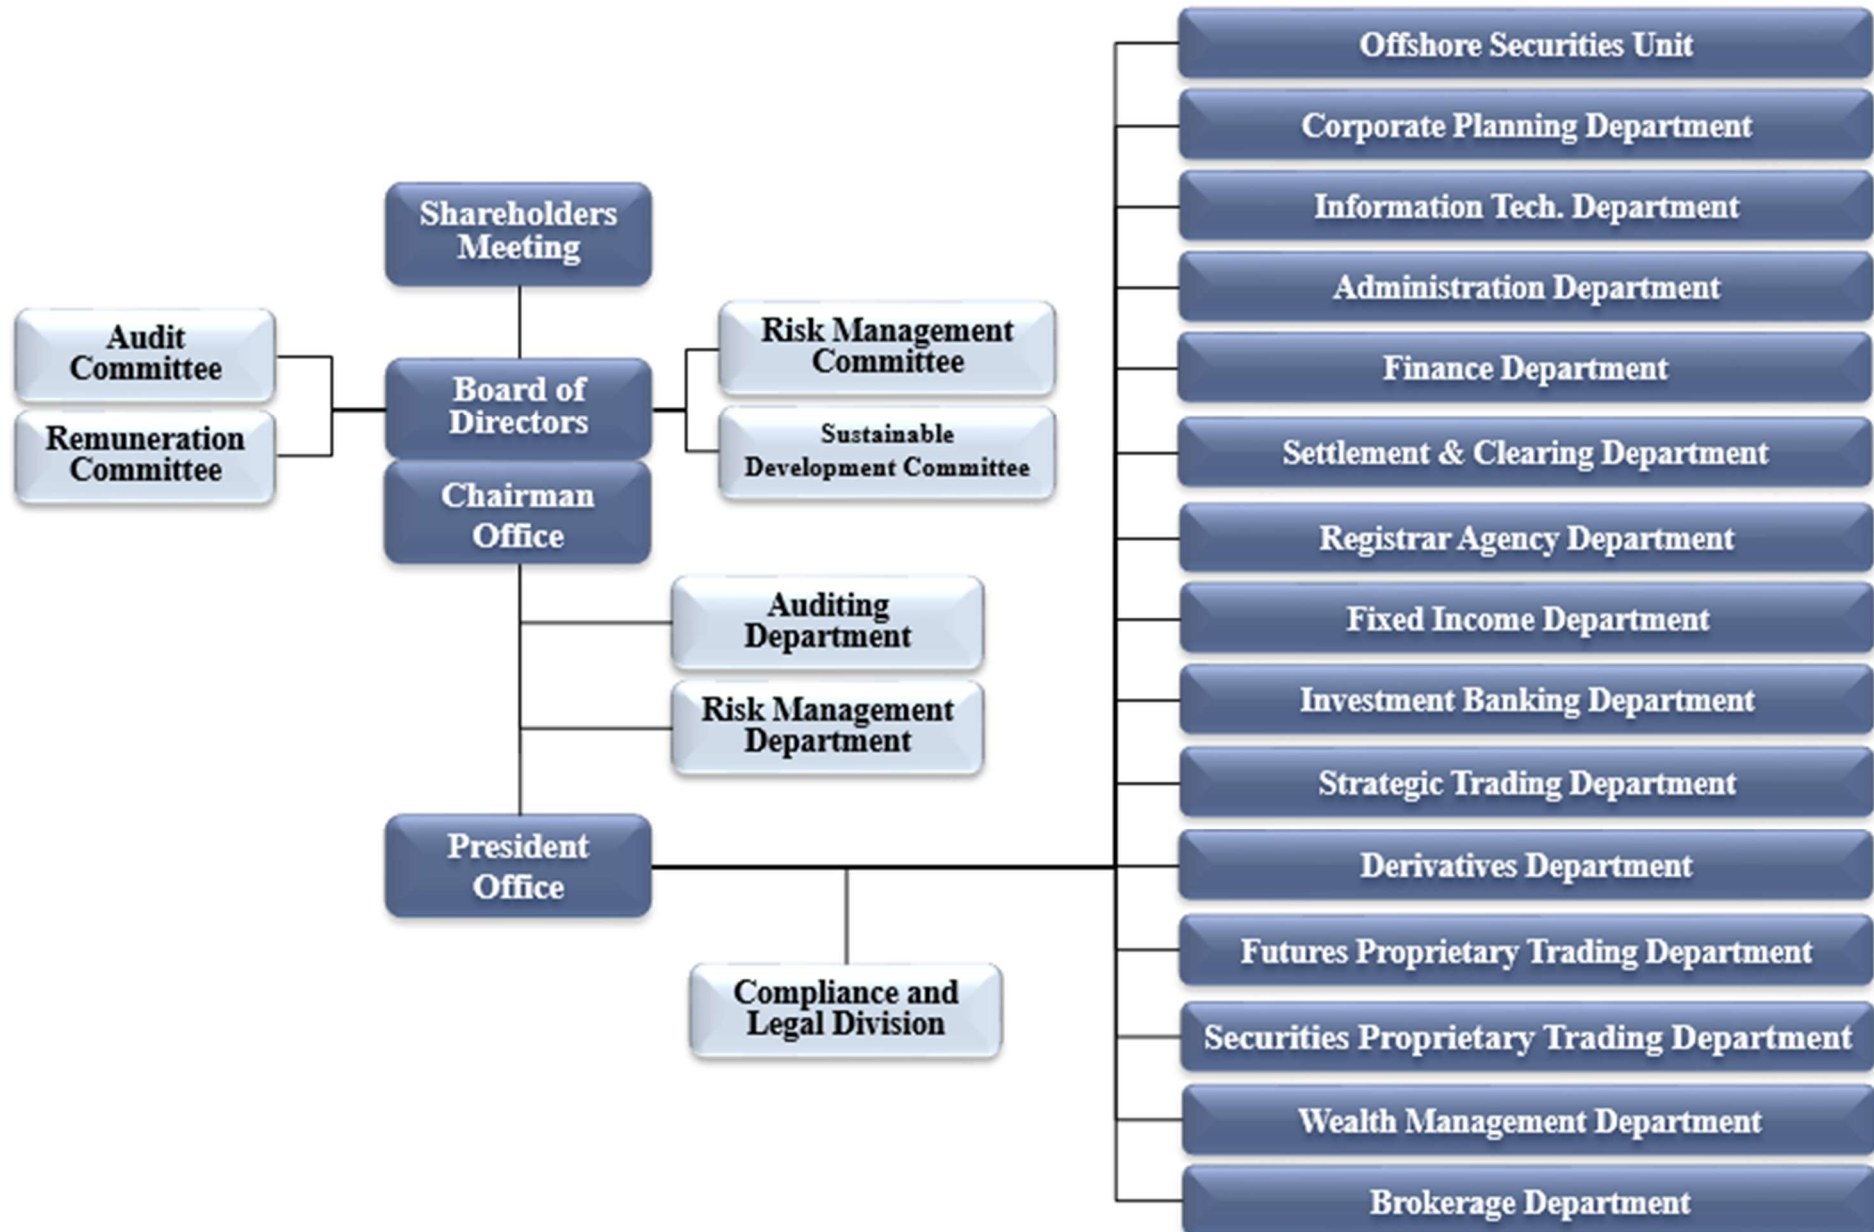 Shareholders
Meeting
Audit
Committee
Remuneration
Committee
Board of
Directors
Risk Management
Committee
Sustainable
Development Committee
Chairman
Office
Auditing
Department
Risk Management
Department
President
Office
Compliance and
Legal Division
Offshore Securities Unit
Corporate Planning Department
Information Tech. Department
Administration Department
Finance Department
Settlement & Clearing Department
Registrar Agency Department
Fixed Income Department
Investment Banking Department
Strategic Trading Department
Derivatives Department
Futures Proprietary Trading Department
Securities Proprietary Trading Department
Wealth Management Department
Brokerage Department